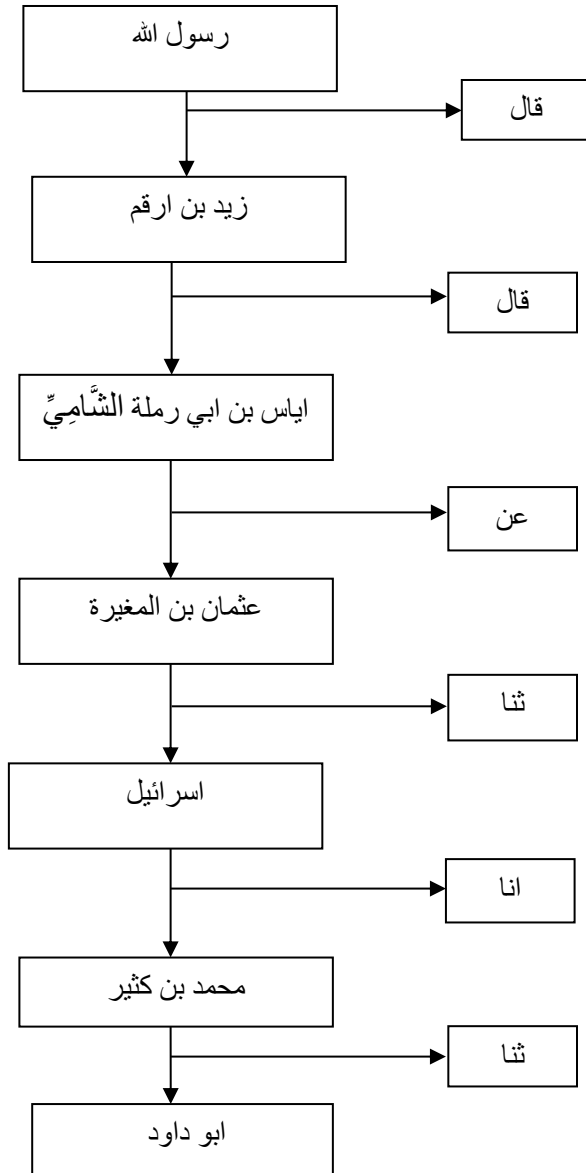 رسول الله
قال
زيد بن ارقم
قال
اياس بن ابي رملة الشَّامِيِّ
عن
عثمان بن المغيرة
ثنا
اسرائيل
انا
محمد بن كثير
ثنا
ابو داود